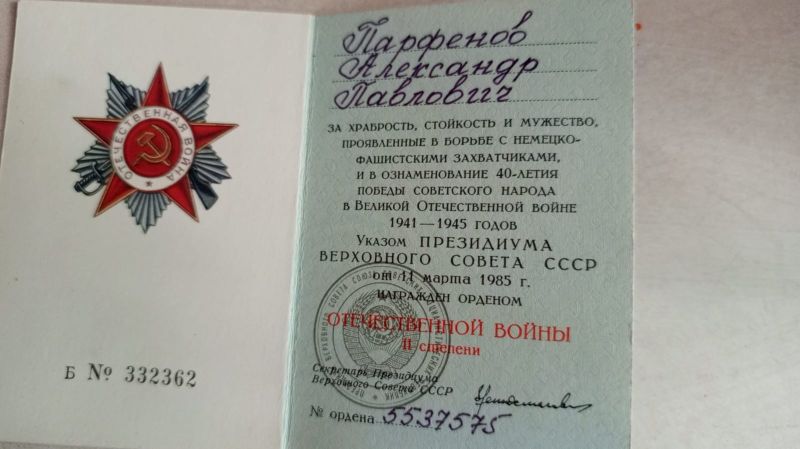 ОТЕЧЕСТВЕННАЯ ВОЙНА
Б № 332362
Парфенов
Александр
Павлович
ЗА ХРАБРОСТЬ, СТОЙКОСТЬ И МУЖЕСТВО,
ПРОЯВЛЕННЫЕ В БОРЬБЕ С НЕМЕЦКО-
ФАШИСТСКИМИ ЗАХВАТЧИКАМИ,
И В ОЗНАМЕНОВАНИЕ 40-ЛЕТИЯ
ПОБЕДЫ СОВЕТСКОГО НАРОДА
В ВЕЛИКОЙ ОТЕЧЕСТВЕННОЙ ВОЙНЕ
1941—1945 ГОДОВ
УКАЗОМ ПРЕЗИДИУМА
ВЕРХОВНОГО СОВЕТА СССР
от 11 марта 1985 г.
НАГРАЖДЕН ОРДЕНОМ
ОТЕЧЕСТВЕННОЙ ВОЙНЫ
II степени
Секретарь Президиума
Верховного Совета СССР
№ ордена 5537575